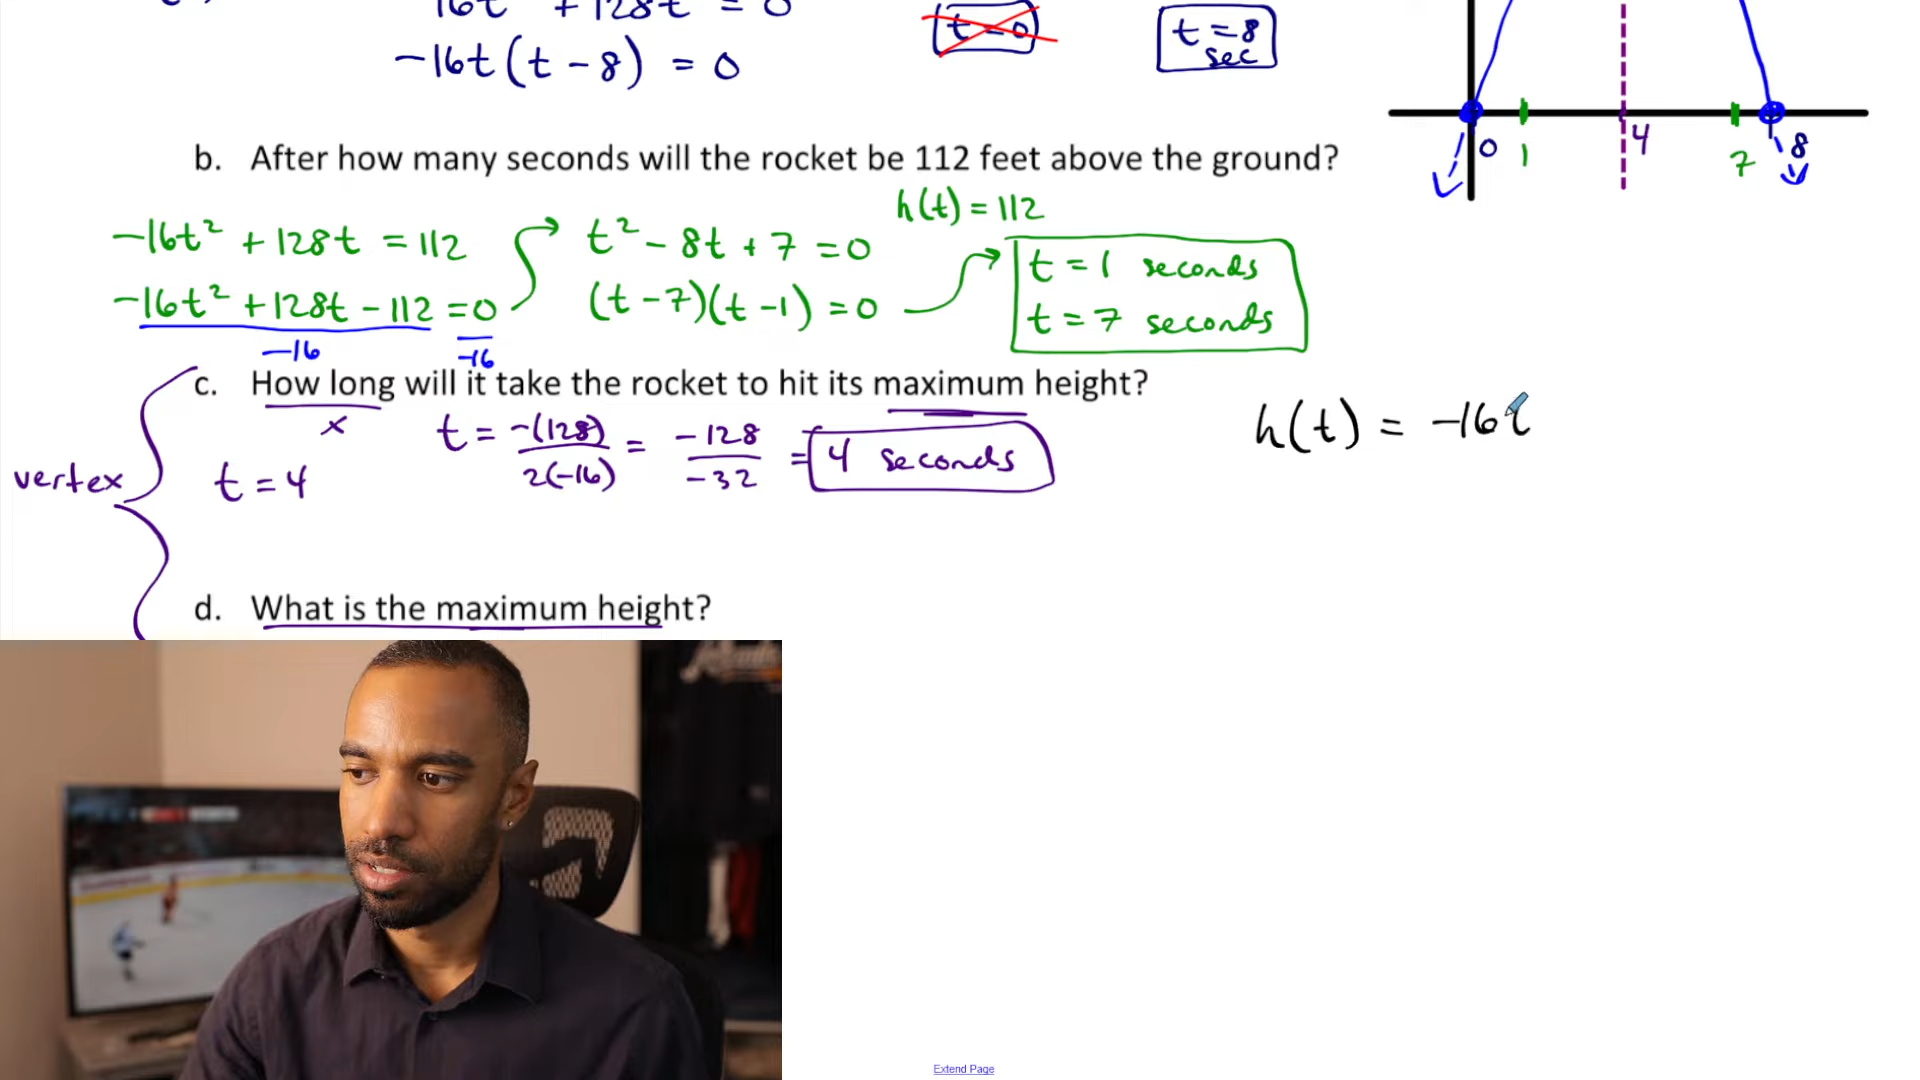 16t + 128t = 0
-16t(t - 8) = 0
t = 0
t = 8
sec
0 1 4 7 8
b. After how many seconds will the rocket be 112 feet above the ground?
h(t) = 112
-16t² + 128t = 112
-16t² + 128t - 112 = 0
-16 -16
t² - 8t + 7 = 0
(t - 7)(t - 1) = 0
t = 1 seconds
t = 7 seconds
c. How long will it take the rocket to hit its maximum height?
x
t = -(128) / 2(-16) = -128 / -32 = 4 seconds
t = 4
vertex
h(t) = -16t
d. What is the maximum height?
Extend Page